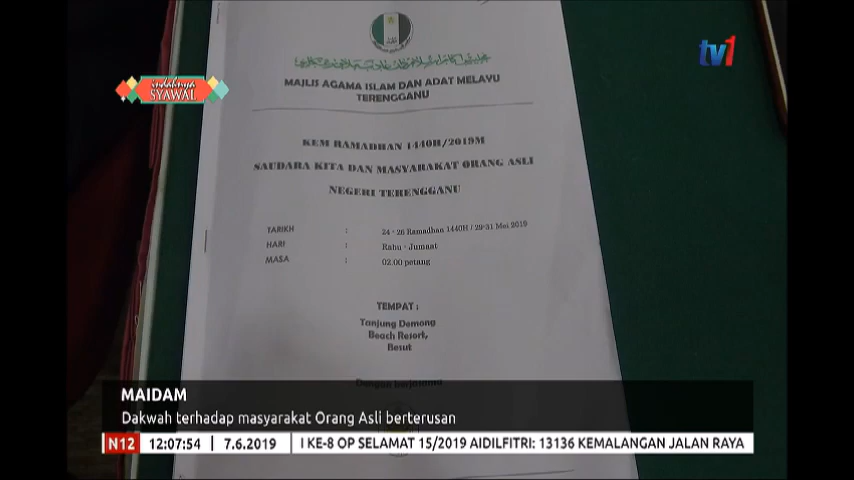 tv1
indahnya
SYAWAL
MAJLIS AGAMA ISLAM DAN ADAT MELAYU
TERENGGANU
KEM RAMADHAN 1440H/2019M
SAUDARA KITA DAN MASYARAKAT ORANG ASLI
NEGERI TERENGGANU
TARIKH : 24 - 26 Ramadhan 1440H / 29-31 Mei 2019
HARI : Rabu - Jumaat
MASA : 02.00 petang
TEMPAT :
Tanjung Demong
Beach Resort,
Besut
Dengan kerjasama
MAIDAM
Dakwah terhadap masyarakat Orang Asli berterusan
N12 12:07:54 | 7.6.2019 | I KE-8 OP SELAMAT 15/2019 AIDILFITRI: 13136 KEMALANGAN JALAN RAYA